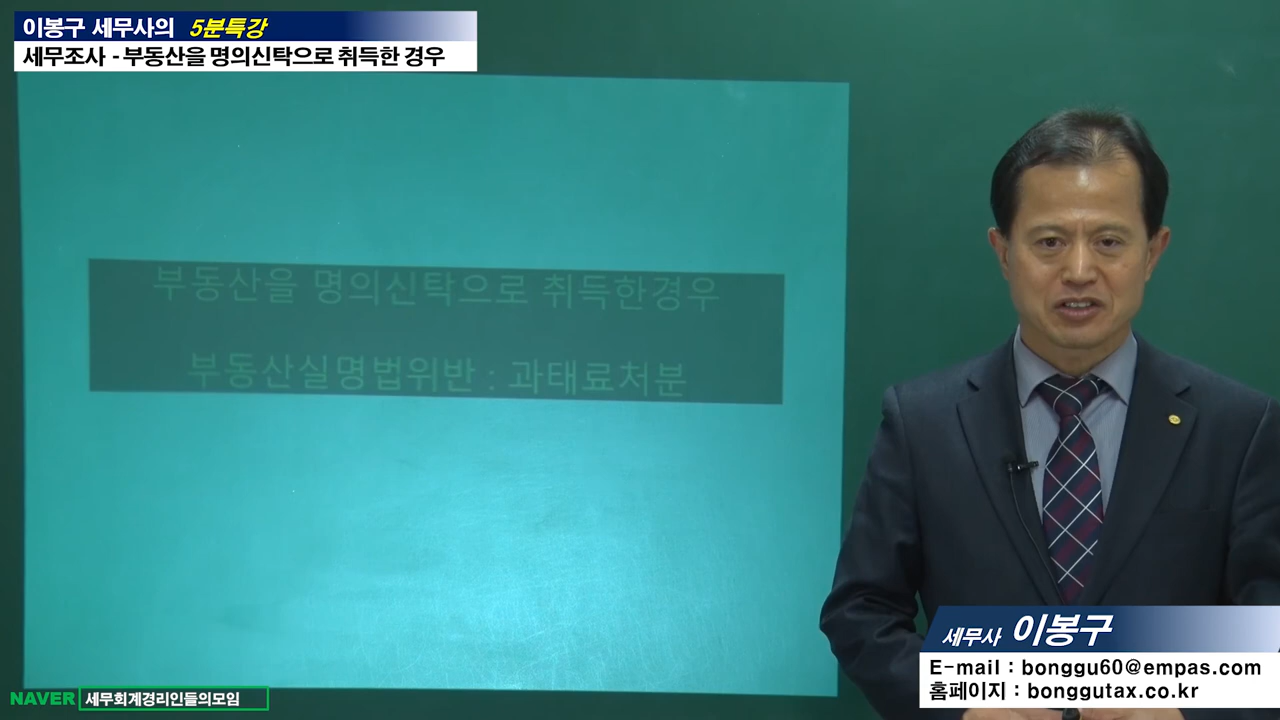 이봉구 세무사의 5분특강
세무조사 - 부동산을 명의신탁으로 취득한 경우
부동산을 명의신탁으로 취득한경우
부동산실명법위반 : 과태료처분
세무사 이봉구
E-mail : bonggu60@empas.com
홈페이지 : bonggutax.co.kr
NAVER 세무회계경리인들의모임